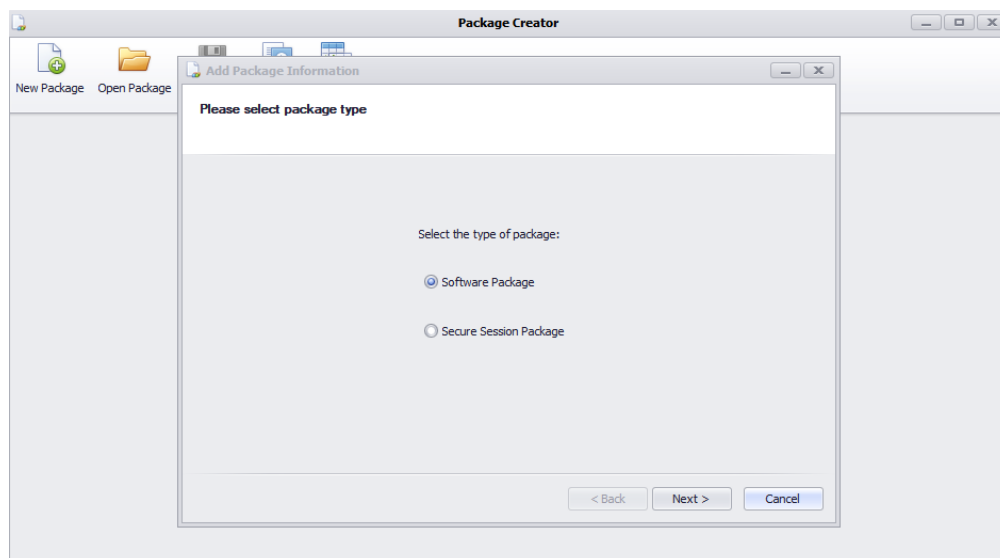 Package Creator
New Package Open Package
Add Package Information
Please select package type
Select the type of package:
Software Package
Secure Session Package
< Back Next > Cancel